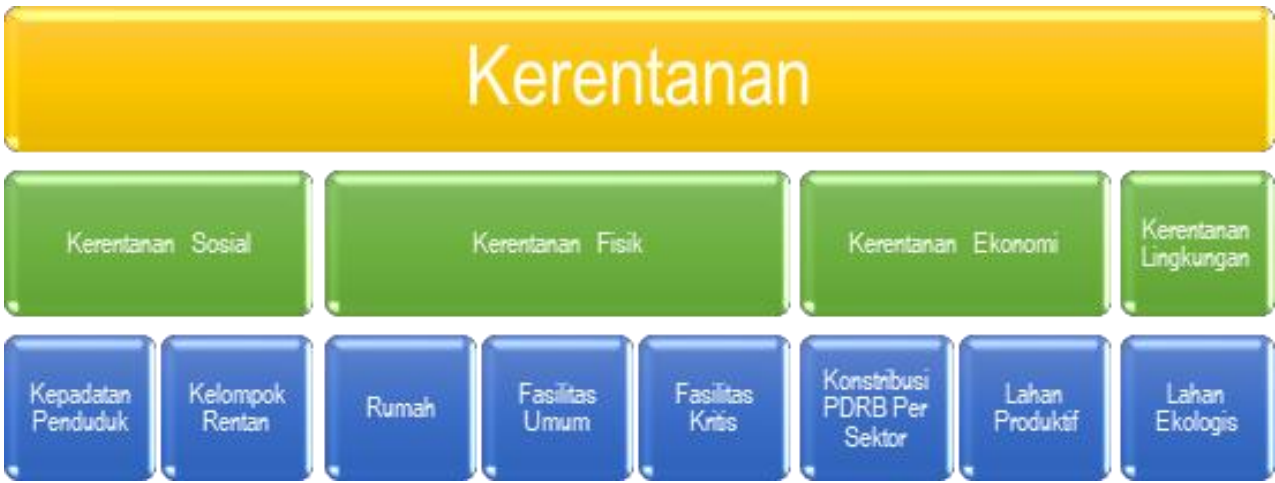 Kerentanan
Kerentanan Sosial
Kerentanan Fisik
Kerentanan Ekonomi
Kerentanan
Lingkungan
Kepadatan
Penduduk
Kelompok
Rentan
Rumah
Fasilitas
Umum
Fasilitas
Kritis
Konstribusi
PDRB Per
Sektor
Lahan
Produktif
Lahan
Ekologis